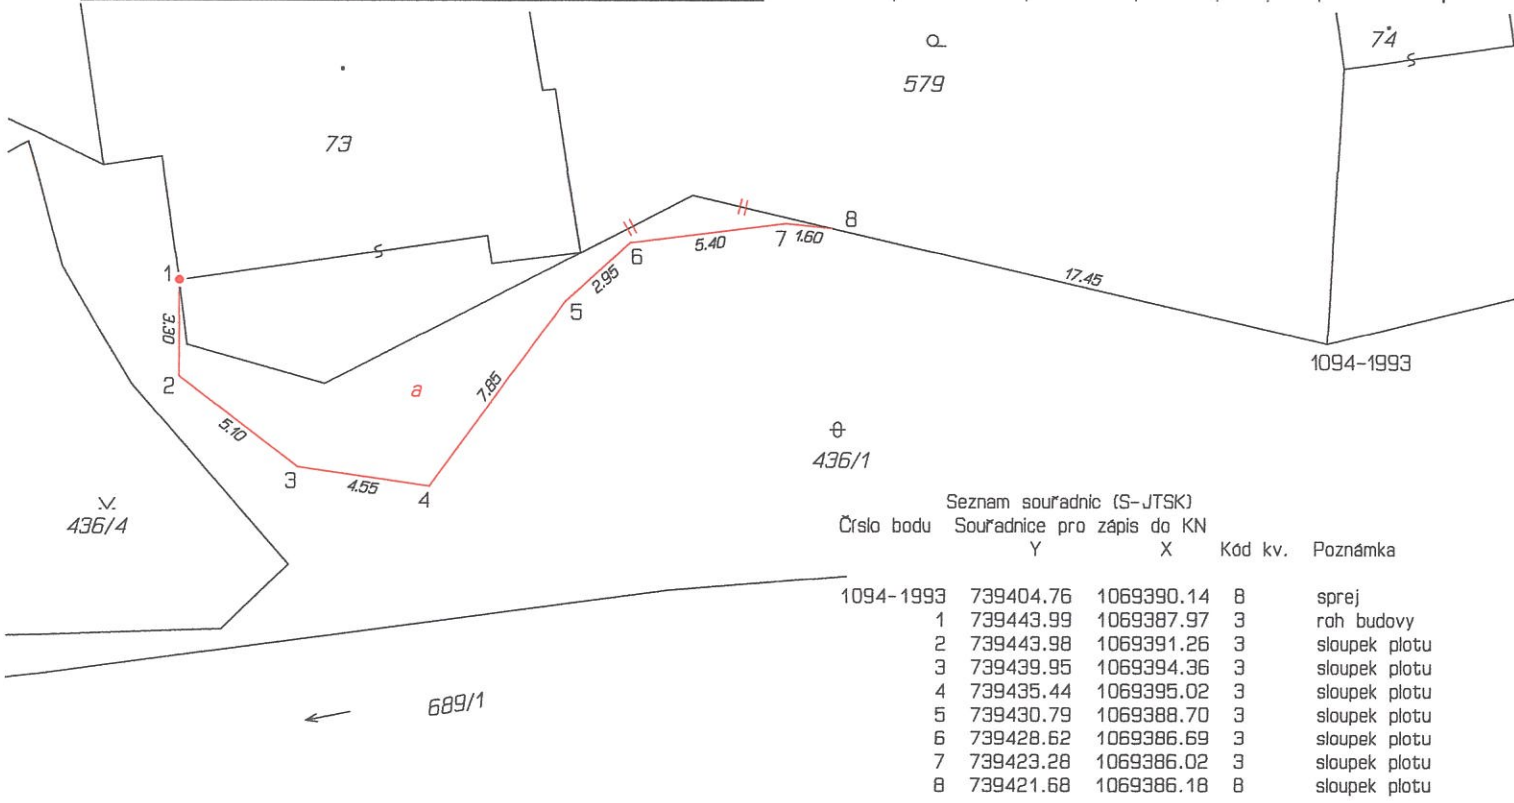 74
579
73
8
7
1.60
5.40
6
1
2.95
17.45
5
3.30
1094-1993
2
a
7.85
5.10
436/1
3
4.55
4
436/4
Seznam souřadnic (S-JTSK)
Číslo bodu Souřadnice pro zápis do KN
Y X Kód kv. Poznámka
1094-1993 739404.76 1069390.14 8 sprej
1 739443.99 1069387.97 3 roh budovy
2 739443.98 1069391.26 3 sloupek plotu
3 739439.95 1069394.36 3 sloupek plotu
4 739435.44 1069395.02 3 sloupek plotu
5 739430.79 1069388.70 3 sloupek plotu
6 739428.62 1069386.69 3 sloupek plotu
7 739423.28 1069386.02 3 sloupek plotu
8 739421.68 1069386.18 8 sloupek plotu
689/1